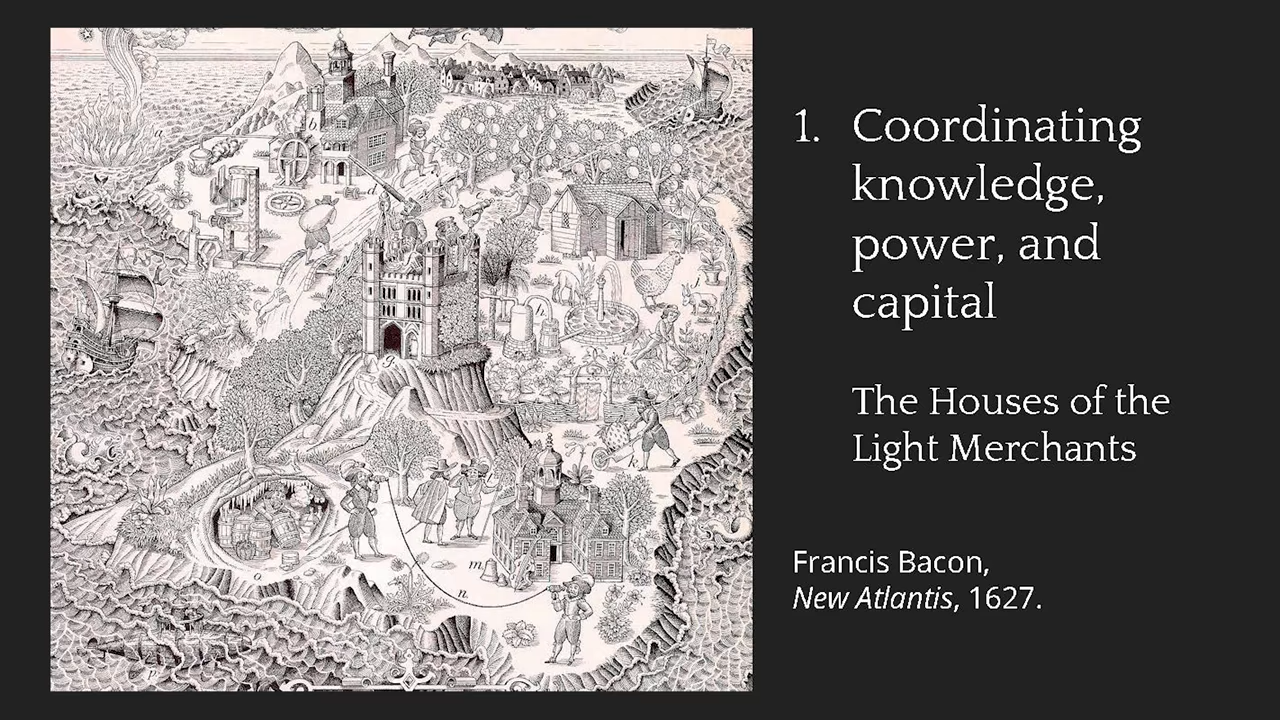 1. Coordinating
knowledge,
power, and
capital
The Houses of the
Light Merchants
Francis Bacon,
New Atlantis, 1627.
a
b
c
d
g
h
m
n
o
p